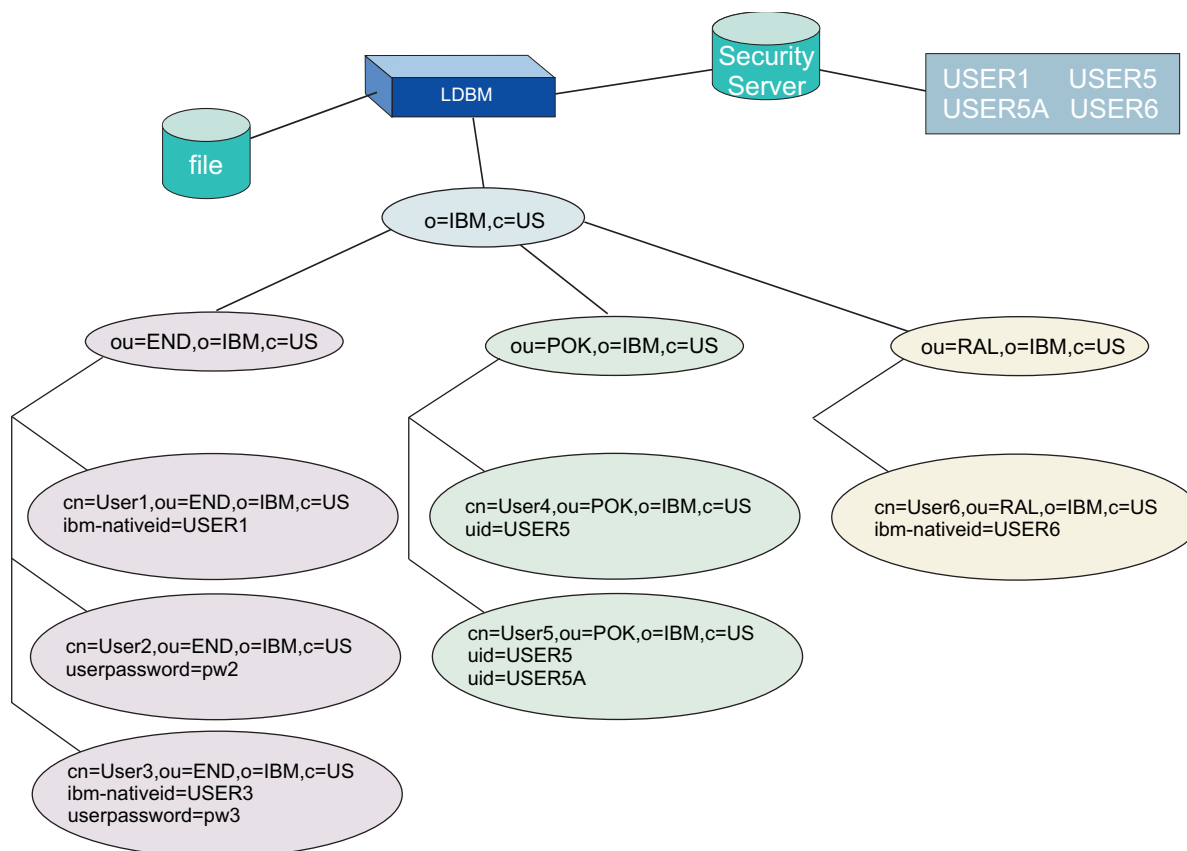 Security
Server
LDBM
USER1 USER5
USER5A USER6
file
o=IBM,c=US
ou=END,o=IBM,c=US
ou=POK,o=IBM,c=US
ou=RAL,o=IBM,c=US
cn=User1,ou=END,o=IBM,c=US
ibm-nativeid=USER1
cn=User4,ou=POK,o=IBM,c=US
uid=USER5
cn=User6,ou=RAL,o=IBM,c=US
ibm-nativeid=USER6
cn=User2,ou=END,o=IBM,c=US
userpassword=pw2
cn=User5,ou=POK,o=IBM,c=US
uid=USER5
uid=USER5A
cn=User3,ou=END,o=IBM,c=US
ibm-nativeid=USER3
userpassword=pw3